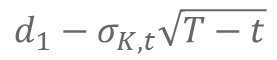 d₁ − σ_{K,t}√(T − t)